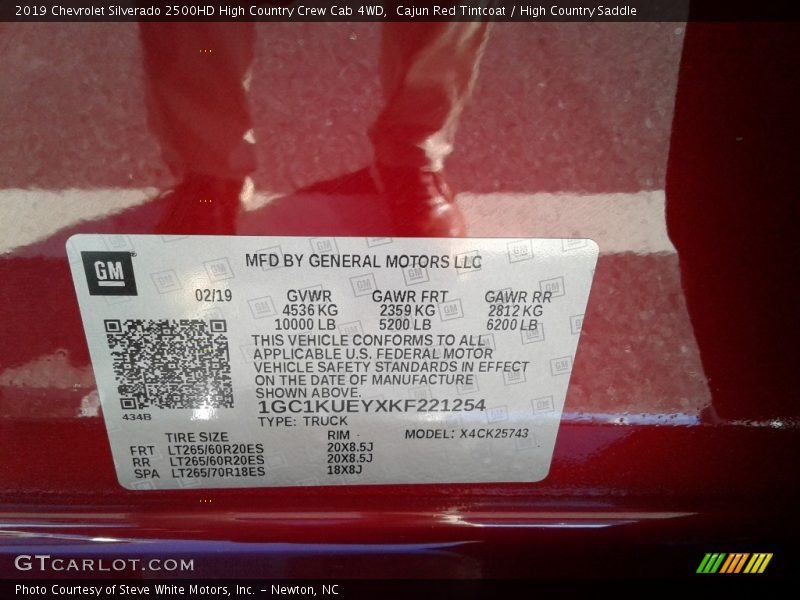 2019 Chevrolet Silverado 2500HD High Country Crew Cab 4WD, Cajun Red Tintcoat / High Country Saddle
GM
MFD BY GENERAL MOTORS LLC
02/19 GVWR GAWR FRT GAWR RR
4536 KG 2359 KG 2812 KG
10000 LB 5200 LB 6200 LB
THIS VEHICLE CONFORMS TO ALL
APPLICABLE U.S. FEDERAL MOTOR
VEHICLE SAFETY STANDARDS IN EFFECT
ON THE DATE OF MANUFACTURE
SHOWN ABOVE.
434B
1GC1KUEYXKF221254
TYPE: TRUCK
TIRE SIZE RIM MODEL: X4CK25743
FRT LT265/60R20ES 20X8.5J
RR LT265/60R20ES 20X8.5J
SPA LT265/70R18ES 18X8J
GTCARLOT.COM
Photo Courtesy of Steve White Motors, Inc. - Newton, NC